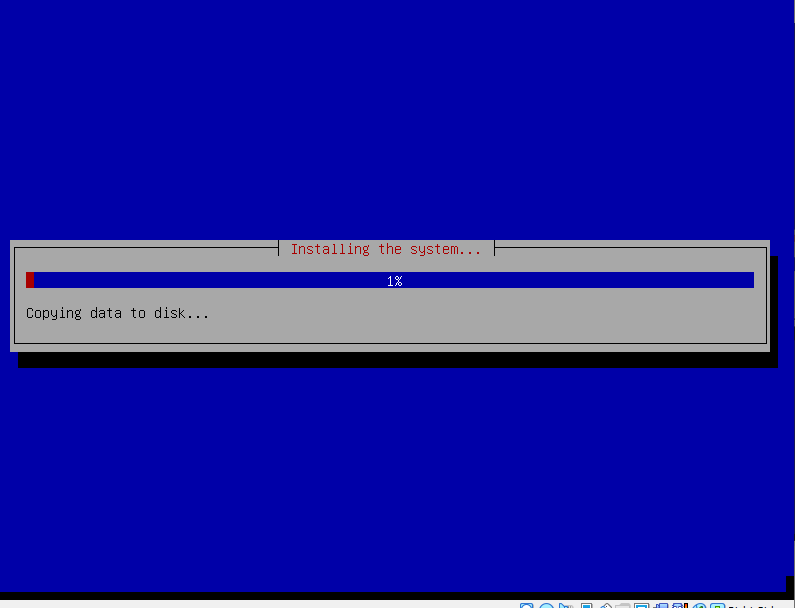 Installing the system...
1%
Copying data to disk...